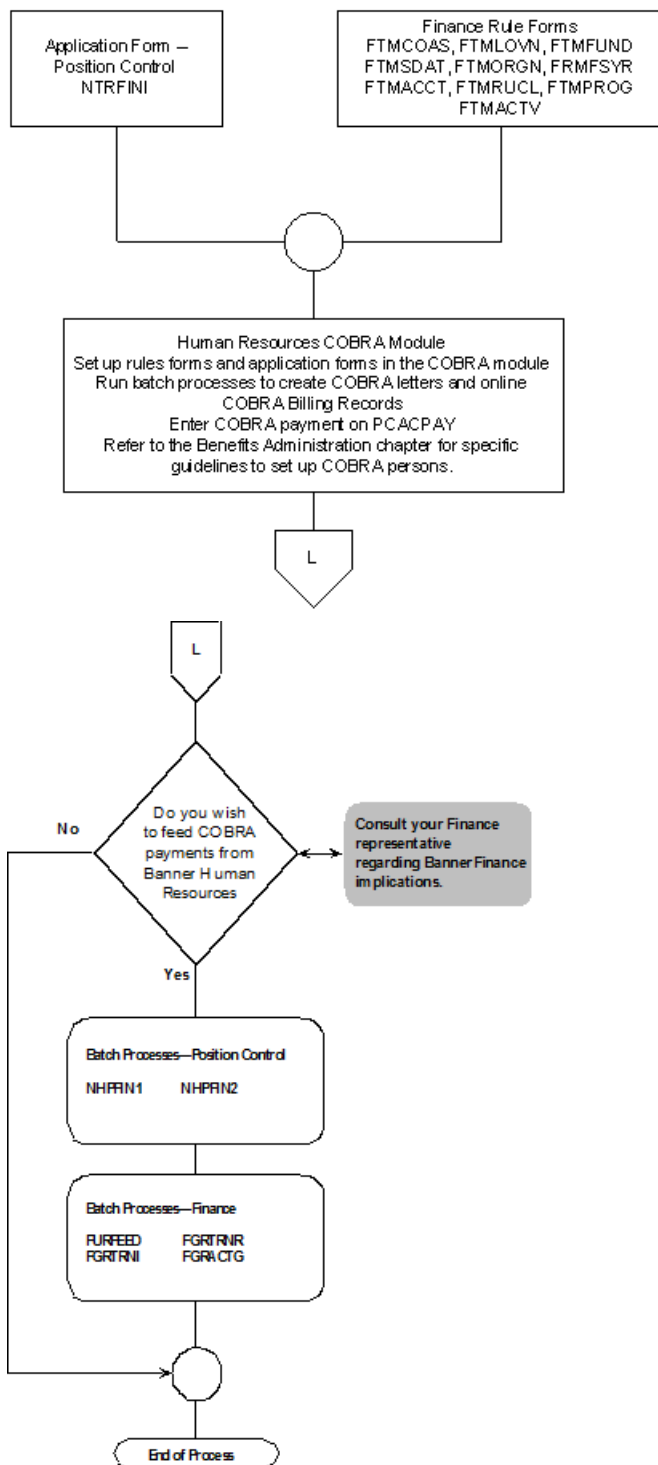 Application Form –
Position Control
NTRFINI
Finance Rule Forms
FTMCOAS, FTMLOVN, FTMFUND
FTMSDAT, FTMORGN, FRMFSYR
FTMACCT, FTMRUCL, FTMPROG
FTMACTV
Human Resources COBRA Module
Set up rules forms and application forms in the COBRA module
Run batch processes to create COBRA letters and online
COBRA Billing Records
Enter COBRA payment on PCACPAY
Refer to the Benefits Administration chapter for specific
guidelines to set up COBRA persons.
L
L
Do you wish
to feed COBRA
payments from
Banner Human
Resources
No
Consult your Finance
representative
regarding Banner Finance
implications.
Yes
Batch Processes—Position Control
NHPFIN1 NHPFIN2
Batch Processes—Finance
FURFEED FGRTRNR
FGRTRNI FGRACTG
End of Process